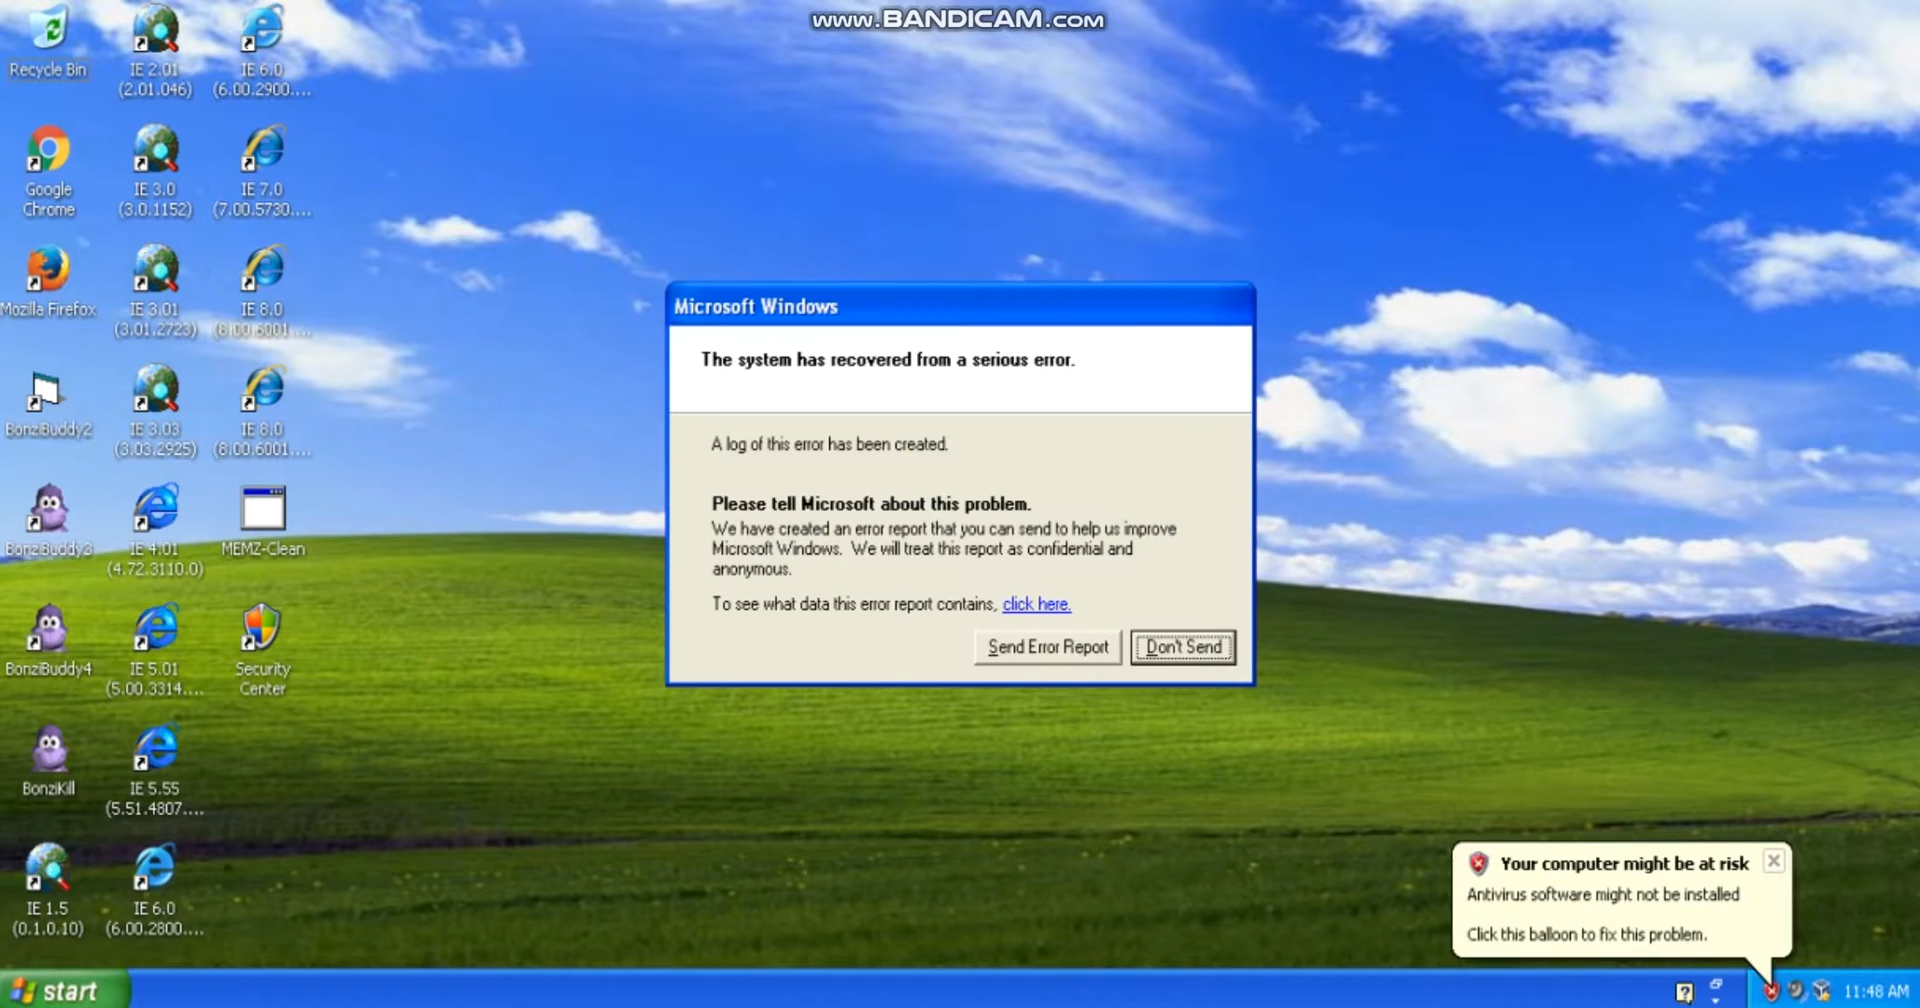 www.BANDICAM.com
Recycle Bin
IE 2.01
(2.01.046)
IE 6.0
(6.00.2900....
Google
Chrome
IE 3.0
(3.0.1152)
IE 7.0
(7.00.5730....
Mozilla Firefox
IE 3.01
(3.01.2723)
IE 8.0
(8.00.6001....
BonziBuddy2
IE 3.03
(3.03.2925)
IE 8.0
(8.00.6001....
BonziBuddy3
IE 4.01
(4.72.3110.0)
MEMZ-Clean
BonziBuddy4
IE 5.01
(5.00.3314....
Security
Center
BonziKill
IE 5.55
(5.51.4807....
IE 1.5
(0.1.0.10)
IE 6.0
(6.00.2800....
Microsoft Windows
The system has recovered from a serious error.
A log of this error has been created.
Please tell Microsoft about this problem.
We have created an error report that you can send to help us improve
Microsoft Windows. We will treat this report as confidential and
anonymous.
To see what data this error report contains, click here.
Send Error Report
Don't Send
Your computer might be at risk
Antivirus software might not be installed
Click this balloon to fix this problem.
start
11:48 AM